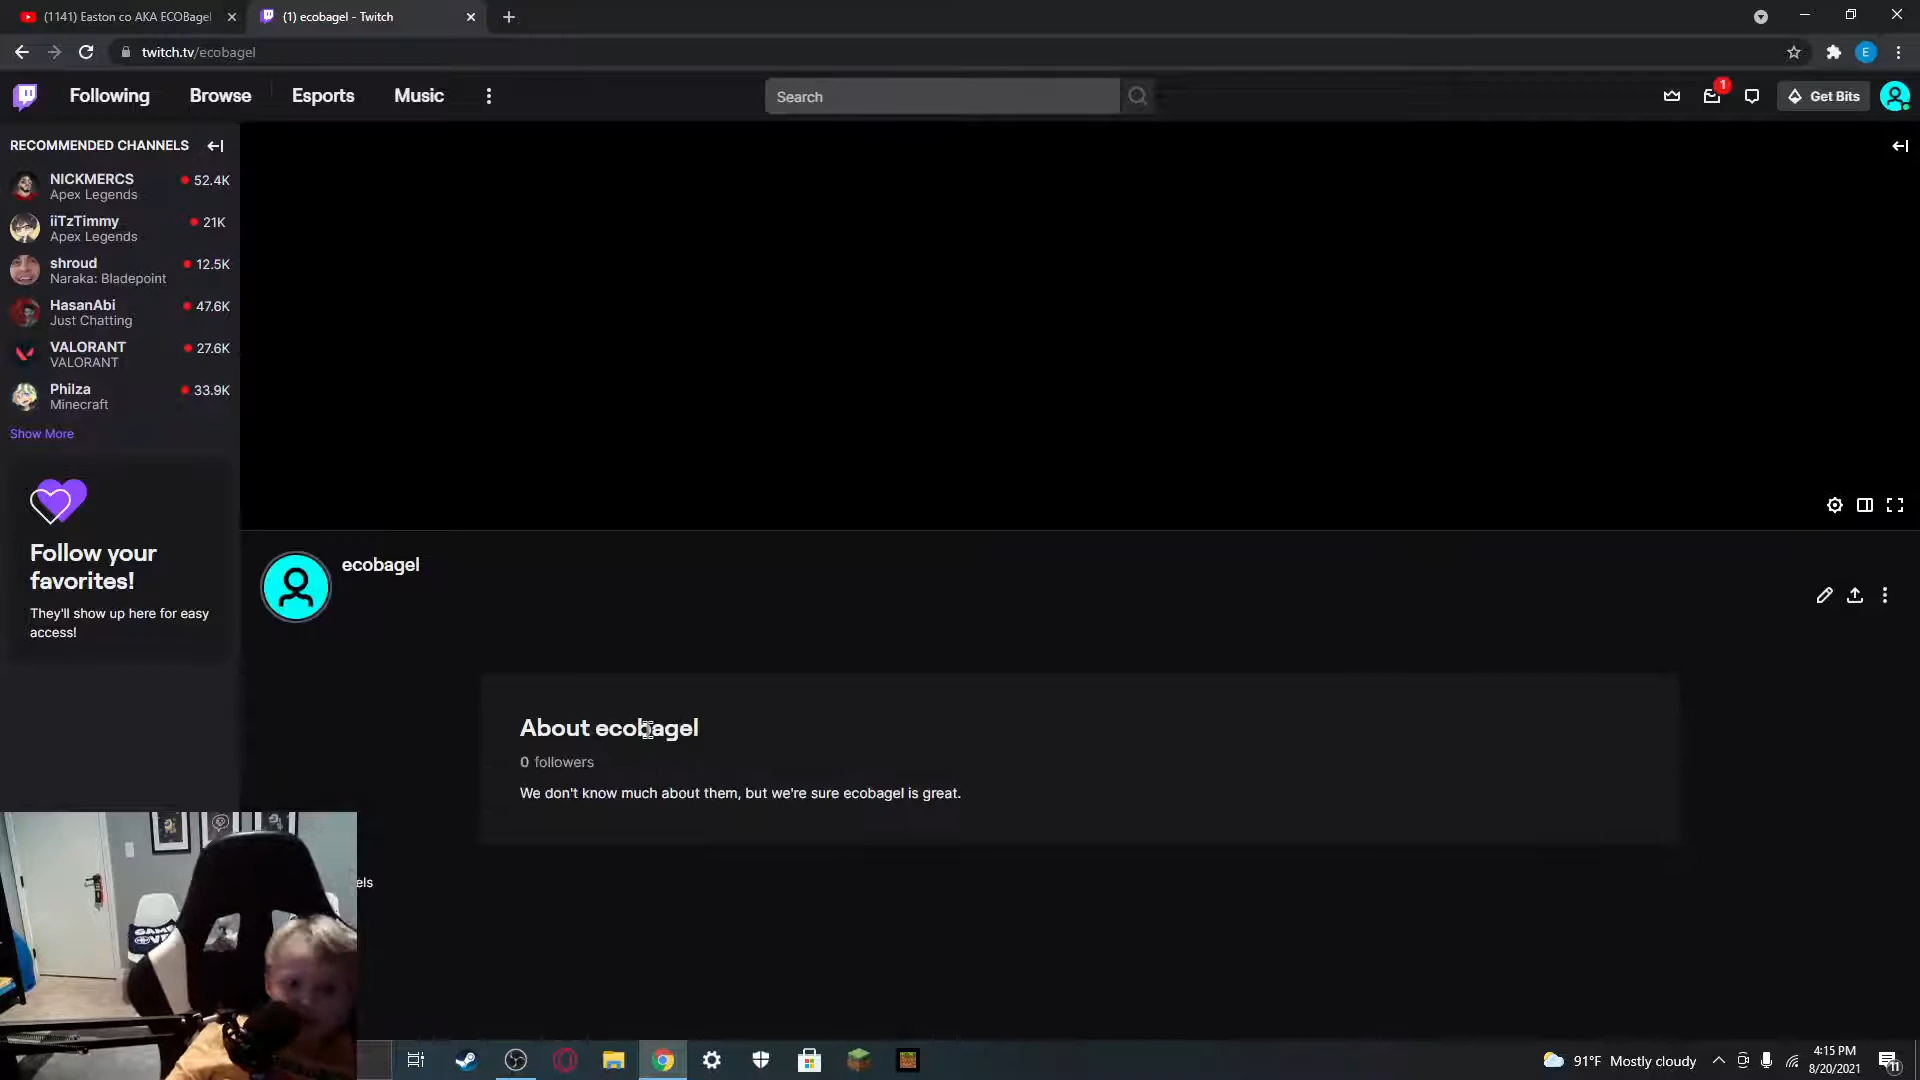 (1141) Easton co AKA ECOBagel
(1) ecobagel - Twitch
twitch.tv/ecobagel
E
Following
Browse
Esports
Music
Search
1
Get Bits
RECOMMENDED CHANNELS
NICKMERCS
52.4K
Apex Legends
iiTzTimmy
21K
Apex Legends
shroud
12.5K
Naraka: Bladepoint
HasanAbi
47.6K
Just Chatting
VALORANT
27.6K
VALORANT
Philza
33.9K
Minecraft
Show More
Follow your
favorites!
They'll show up here for easy
access!
ecobagel
About ecobagel
0 followers
We don't know much about them, but we're sure ecobagel is great.
els
91°F Mostly cloudy
4:15 PM
8/20/2021
11